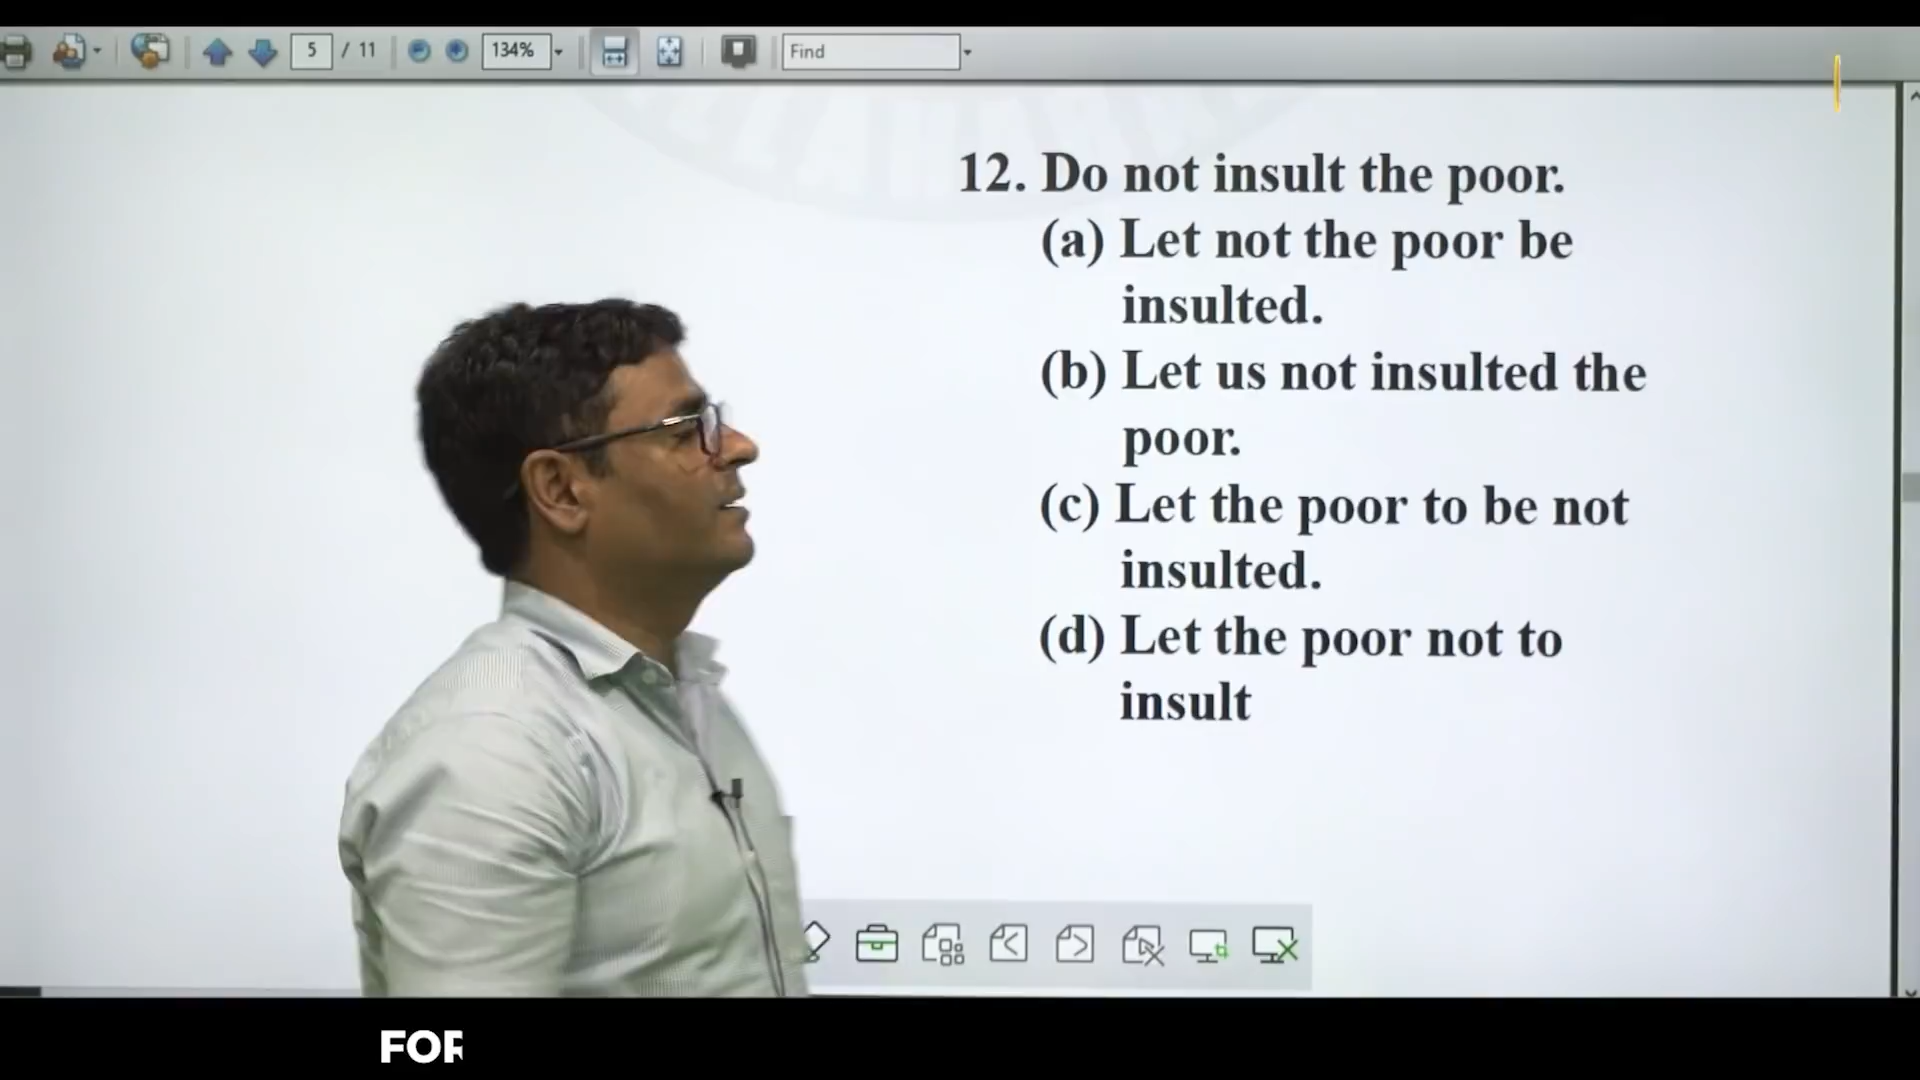 5 / 11
134%
Find
12. Do not insult the poor.
(a) Let not the poor be
insulted.
(b) Let us not insulted the
poor.
(c) Let the poor to be not
insulted.
(d) Let the poor not to
insult